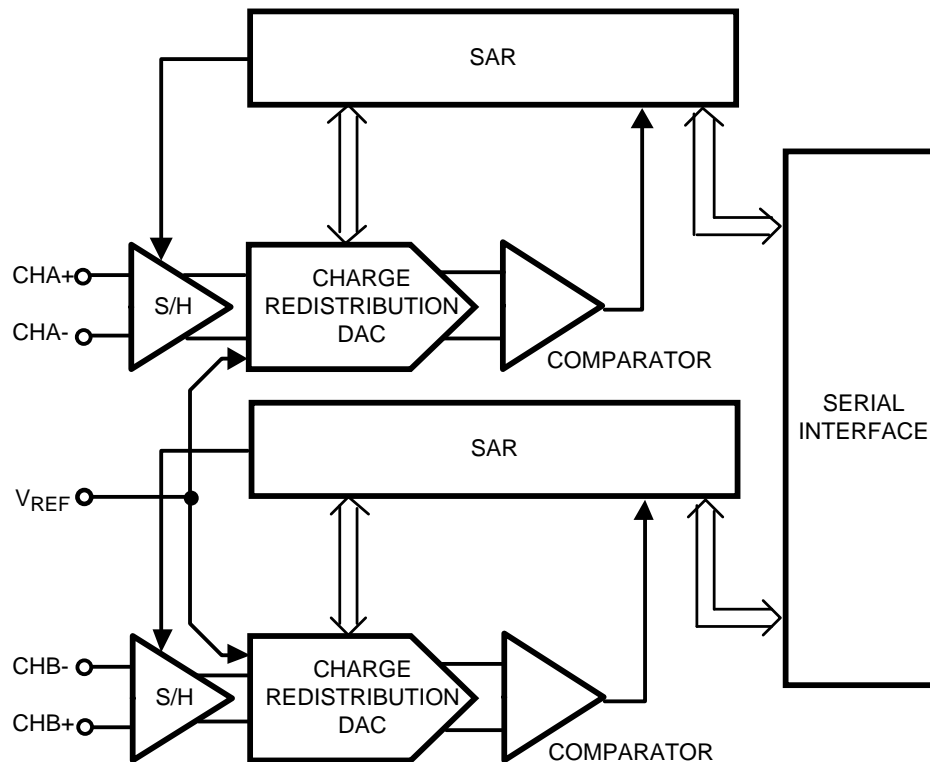 SAR
CHA+
CHA-
S/H
CHARGE
REDISTRIBUTION
DAC
COMPARATOR
SERIAL
INTERFACE
SAR
VREF
CHB-
CHB+
S/H
CHARGE
REDISTRIBUTION
DAC
COMPARATOR